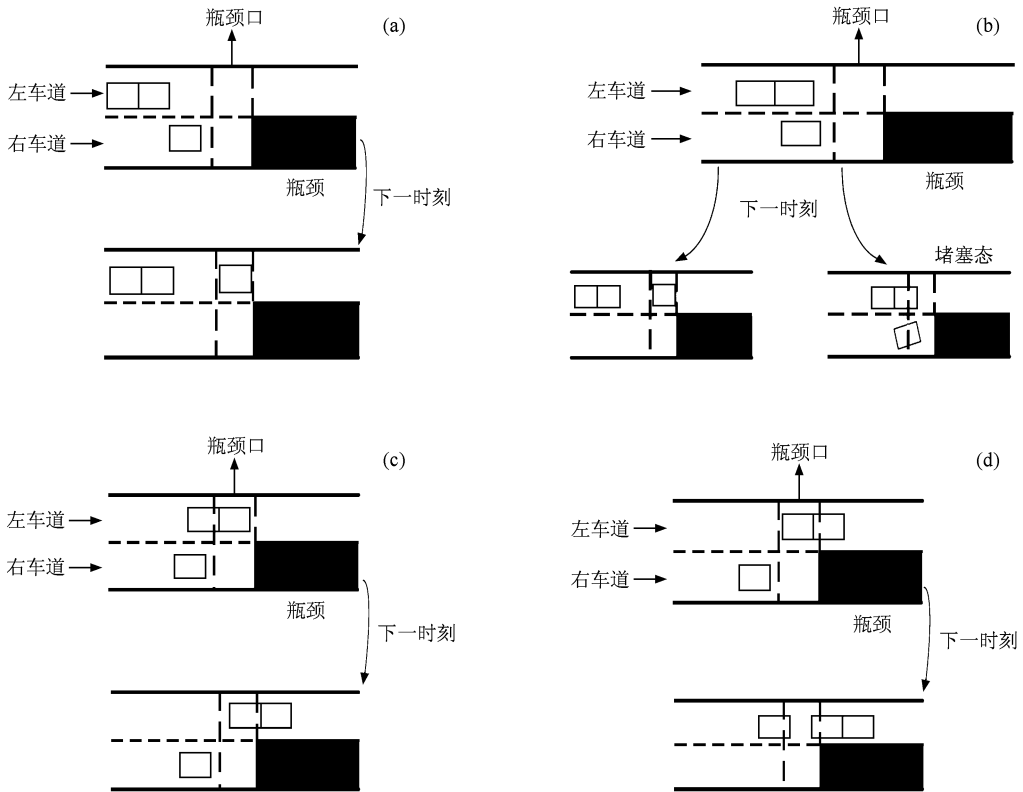 瓶颈口
(a)
左车道
右车道
瓶颈
下一时刻
瓶颈口
(b)
左车道
右车道
瓶颈
下一时刻
堵塞态
瓶颈口
(c)
左车道
右车道
瓶颈
下一时刻
瓶颈口
(d)
左车道
右车道
瓶颈
下一时刻